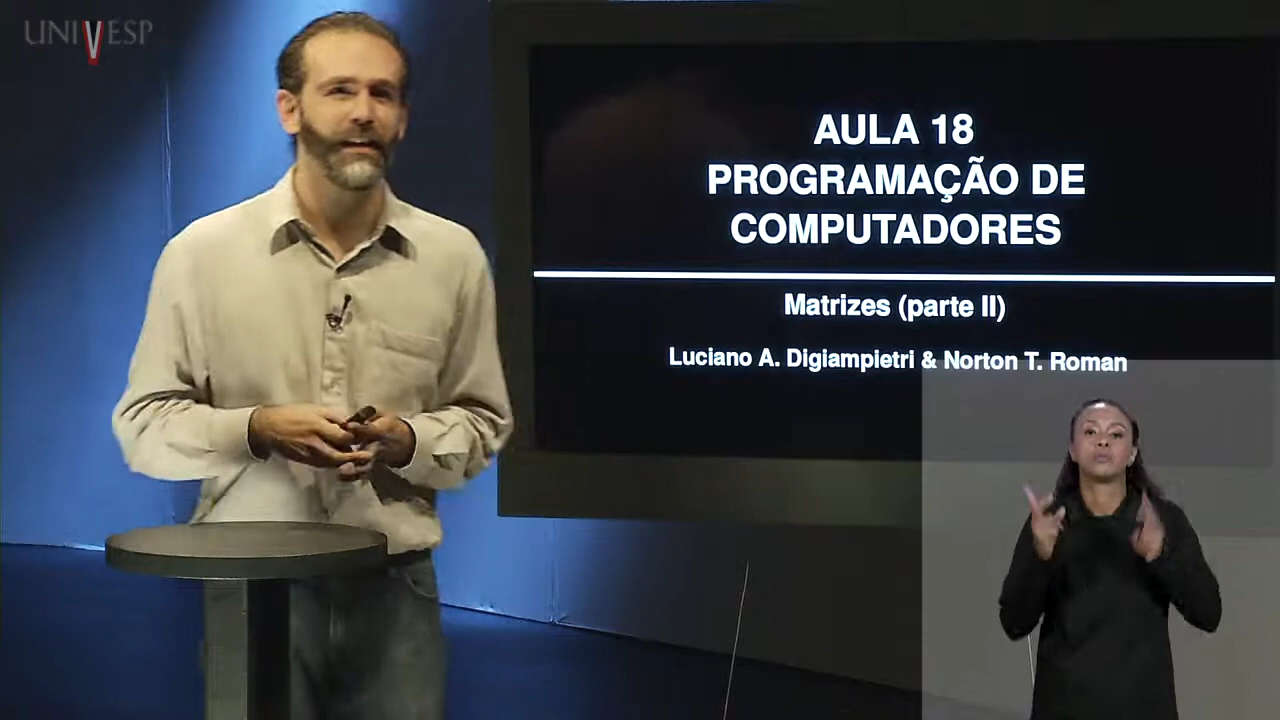 UNIVESP
AULA 18
PROGRAMAÇÃO DE
COMPUTADORES
Matrizes (parte II)
Luciano A. Digiampietri & Norton T. Roman